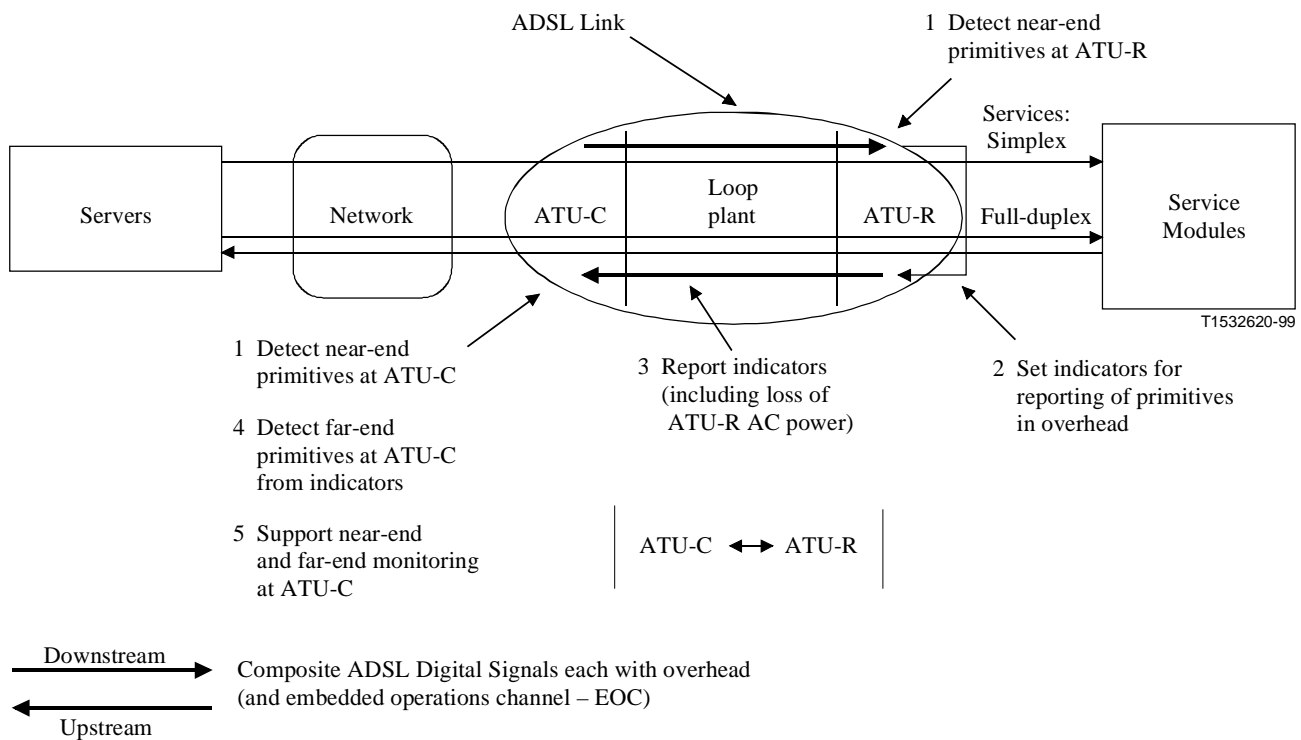 ADSL Link
1 Detect near-end
primitives at ATU-R
Services:
Simplex
Servers
Network
ATU-C
Loop
plant
ATU-R
Full-duplex
Service
Modules
T1532620-99
1 Detect near-end
primitives at ATU-C
3 Report indicators
(including loss of
ATU-R AC power)
2 Set indicators for
reporting of primitives
in overhead
4 Detect far-end
primitives at ATU-C
from indicators
5 Support near-end
and far-end monitoring
at ATU-C
ATU-C ATU-R
Downstream
Upstream
Composite ADSL Digital Signals each with overhead
(and embedded operations channel – EOC)